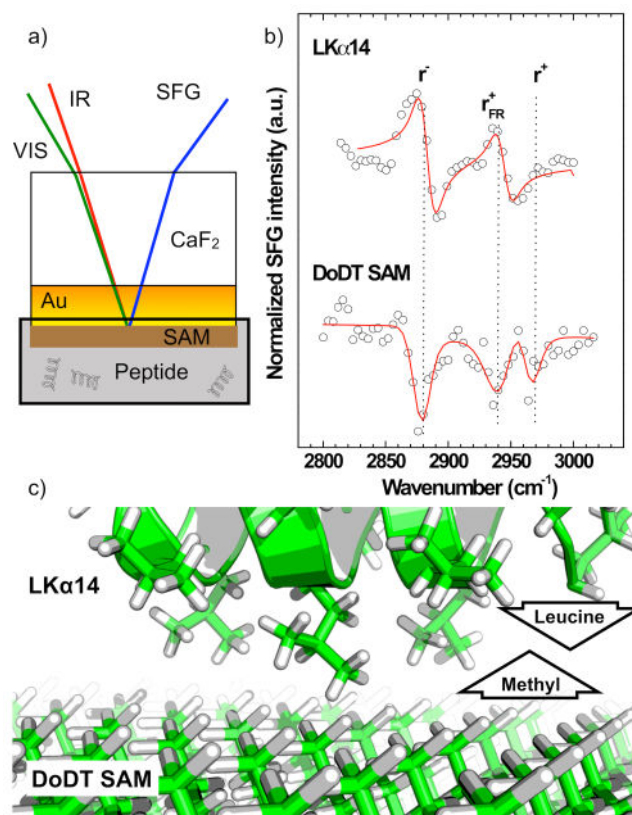 a)
IR
SFG
VIS
CaF₂
Au
SAM
Peptide
b)
LKα14
r⁻
r⁺FR
r⁺
DoDT SAM
Normalized SFG intensity (a.u.)
2800 2850 2900 2950 3000
Wavenumber (cm⁻¹)
c)
LKα14
Leucine
Methyl
DoDT SAM